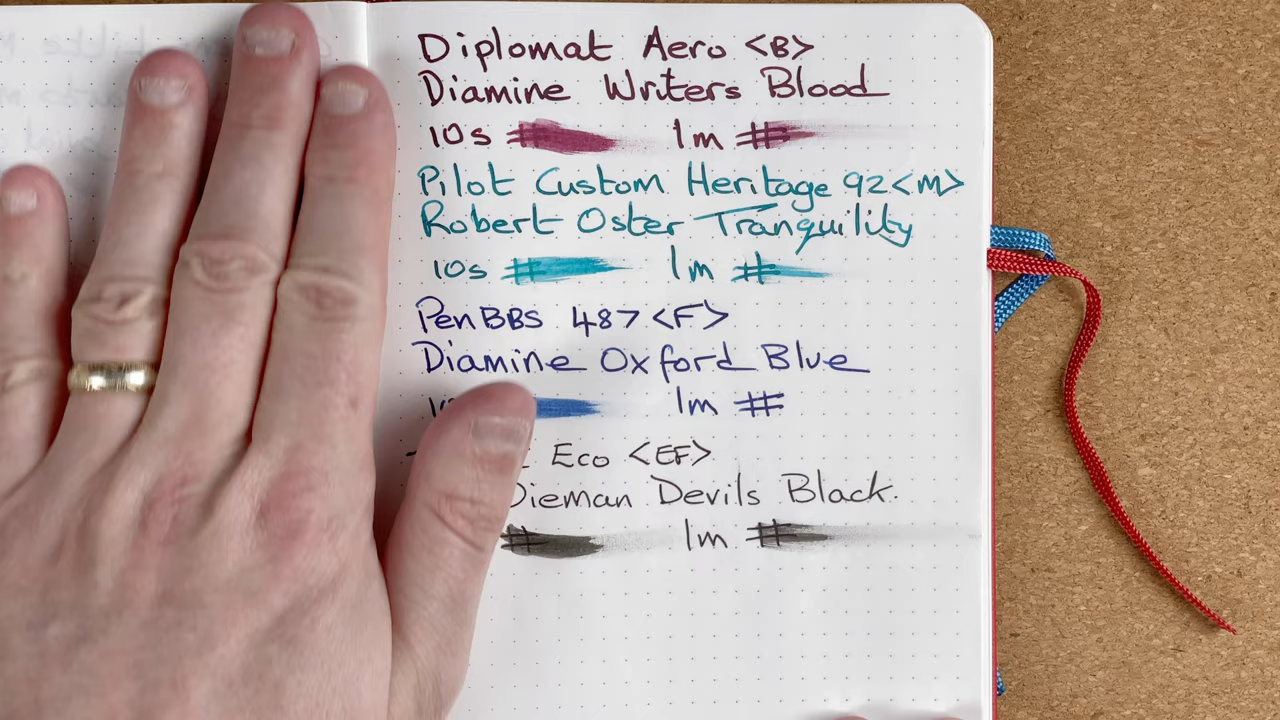 Diplomat Aero <B>
Diamine Writers Blood
10s # 1m #
Pilot Custom Heritage 92 <M>
Robert Oster Tranquility
10s # 1m #
PenBBS 487 <F>
Diamine Oxford Blue
1m #
Eco <EF>
Dieman Devils Black.
# 1m #